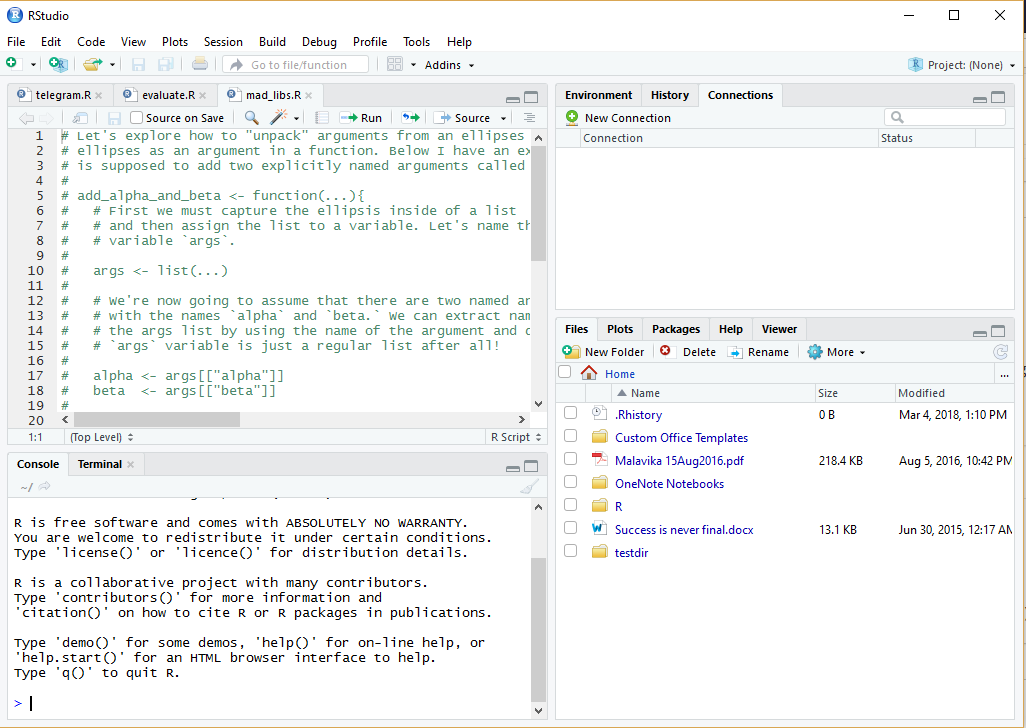 RStudio
File Edit Code View Plots Session Build Debug Profile Tools Help
Go to file/function Addins Project: (None)
telegram.R evaluate.R mad_libs.R
Source on Save Run Source
1 # Let's explore how to "unpack" arguments from an ellipses
2 # ellipses as an argument in a function. Below I have an ex
3 # is supposed to add two explicitly named arguments called
4 #
5 # add_alpha_and_beta <- function(...){
6 #   # First we must capture the ellipsis inside of a list
7 #   # and then assign the list to a variable. Let's name th
8 #   # variable `args`.
9 #
10 #   args <- list(...)
11 #
12 #   # We're now going to assume that there are two named ar
13 #   # with the names `alpha` and `beta.` We can extract nam
14 #   # the args list by using the name of the argument and d
15 #   # `args` variable is just a regular list after all!
16 #
17 #   alpha <- args[["alpha"]]
18 #   beta  <- args[["beta"]]
19 #
20
1:1 (Top Level) R Script
Console Terminal
~/
R is free software and comes with ABSOLUTELY NO WARRANTY.
You are welcome to redistribute it under certain conditions.
Type 'license()' or 'licence()' for distribution details.
R is a collaborative project with many contributors.
Type 'contributors()' for more information and
'citation()' on how to cite R or R packages in publications.
Type 'demo()' for some demos, 'help()' for on-line help, or
'help.start()' for an HTML browser interface to help.
Type 'q()' to quit R.
>
Environment History Connections
New Connection
Connection Status
Files Plots Packages Help Viewer
New Folder Delete Rename More
Home ...
Name Size Modified
.Rhistory 0 B Mar 4, 2018, 1:10 PM
Custom Office Templates
Malavika 15Aug2016.pdf 218.4 KB Aug 5, 2016, 10:42 PM
OneNote Notebooks
R
Success is never final.docx 13.1 KB Jun 30, 2015, 12:17 AM
testdir